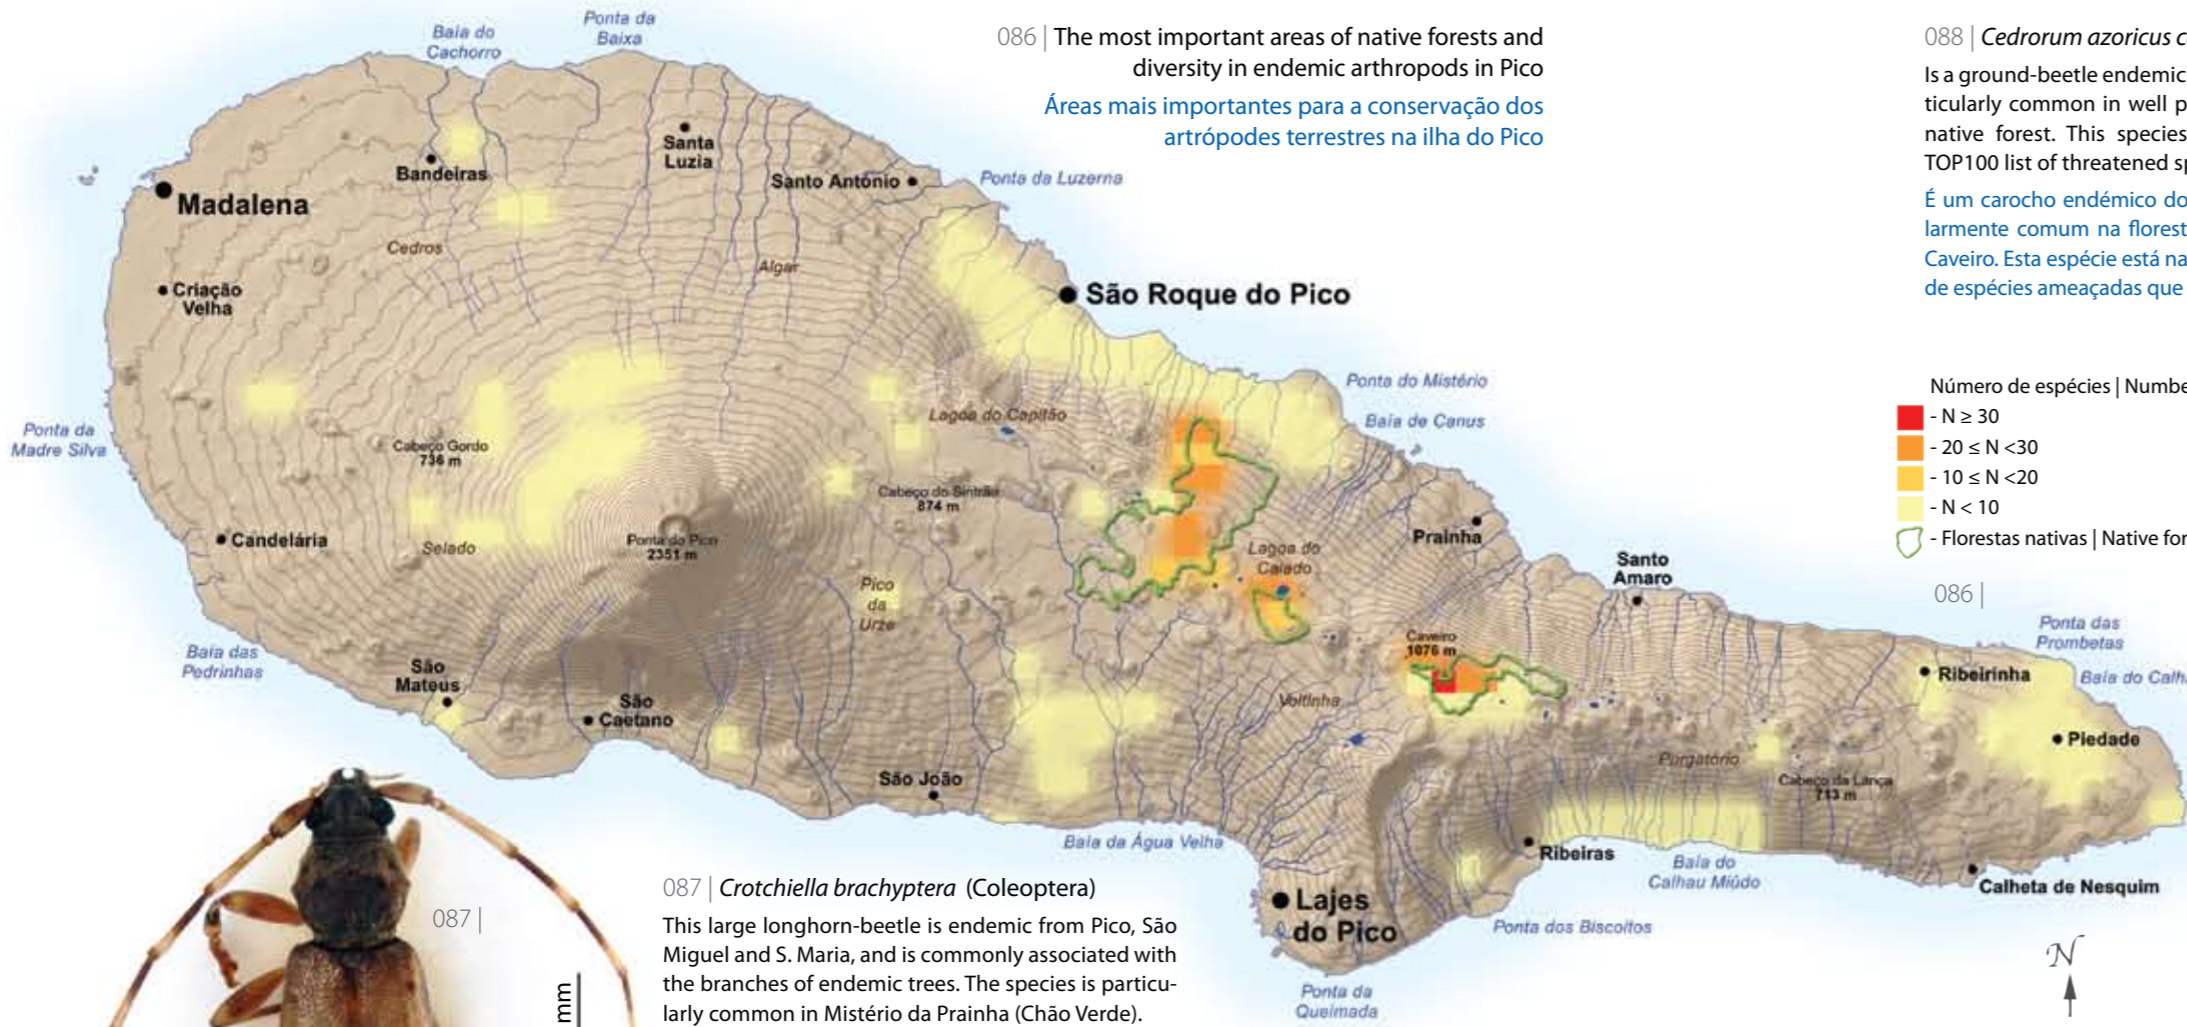 086 | The most important areas of native forests and
diversity in endemic arthropods in Pico
Áreas mais importantes para a conservação dos
artrópodes terrestres na ilha do Pico
088 | Cedrorum azoricus
Is a ground-beetle endemic
ticularly common in well p
native forest. This species
TOP100 list of threatened sp
É um carocho endémico do
larmente comum na florest
Caveiro. Esta espécie está na
de espécies ameaçadas que
Número de espécies | Numbe
- N ≥ 30
- 20 ≤ N <30
- 10 ≤ N <20
- N < 10
- Florestas nativas | Native for
086 |
Baía do
Cachorro
Ponta da
Baixa
Santa
Luzia
Bandeiras
Santo António
Ponta da Luzerna
Madalena
Cedros
Algar
Criação
Velha
São Roque do Pico
Ponta do Mistério
Lagoa do Capitão
Baía de Canus
Ponta da
Madre Silva
Cabeço Gordo
736 m
Cabeço do Sintrão
874 m
Candelária
Selado
Ponta do Pico
2351 m
Prainha
Lagoa do
Caiado
Santo
Amaro
Pico
da
Urze
Caveiro
1076 m
Ponta das
Prombetas
Baía das
Pedrinhas
São
Mateus
São
Caetano
Voltinha
Ribeirinha
Baía do Calh
Piedade
Purgatório
Cabeço da Lança
713 m
São João
Baía da Água Velha
Ribeiras
Baía do
Calhau Miúdo
Calheta de Nesquim
Lajes
do Pico
Ponta dos Biscoitos
Ponta da
Queimada
N
087 |
mm
087 | Crotchiella brachyptera (Coleoptera)
This large longhorn-beetle is endemic from Pico, São
Miguel and S. Maria, and is commonly associated with
the branches of endemic trees. The species is particu-
larly common in Mistério da Prainha (Chão Verde).